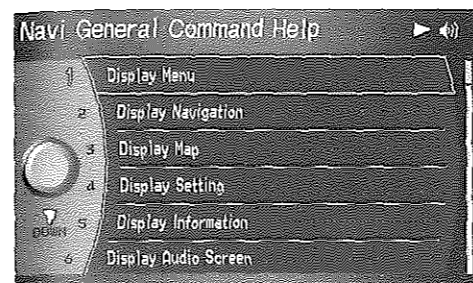 Navi General Command Help
1 Display Menu
2 Display Navigation
3 Display Map
4 Display Setting
5 Display Information
DOWN
6 Display Audio Screen